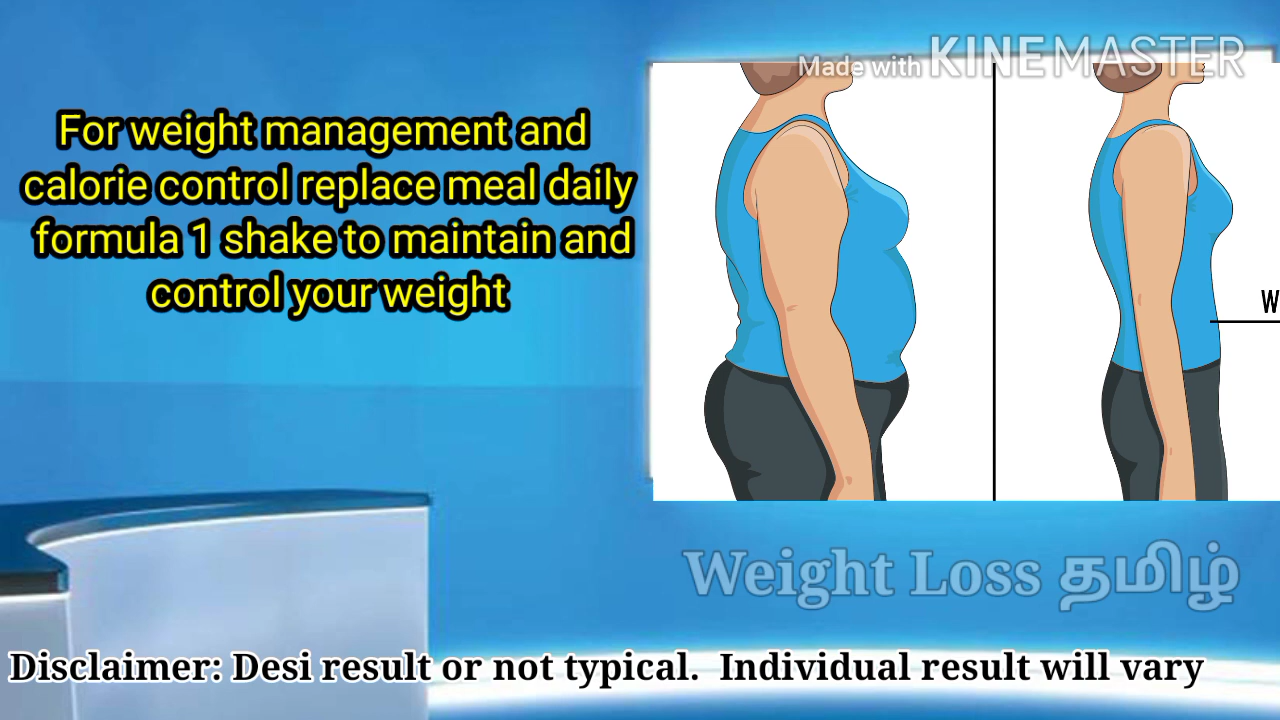 Made with KINEMASTER
For weight management and
calorie control replace meal daily
formula 1 shake to maintain and
control your weight
W
Weight Loss தமிழ்
Disclaimer: Desi result or not typical. Individual result will vary